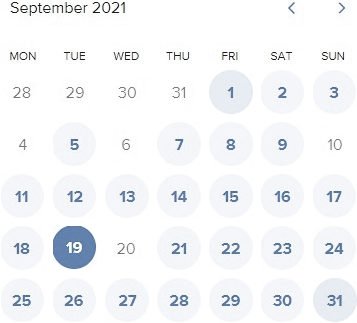 September 2021 < >
MON TUE WED THU FRI SAT SUN
28 29 30 31 1 2 3
4 5 6 7 8 9 10
11 12 13 14 15 16 17
18 19 20 21 22 23 24
25 26 27 28 29 30 31